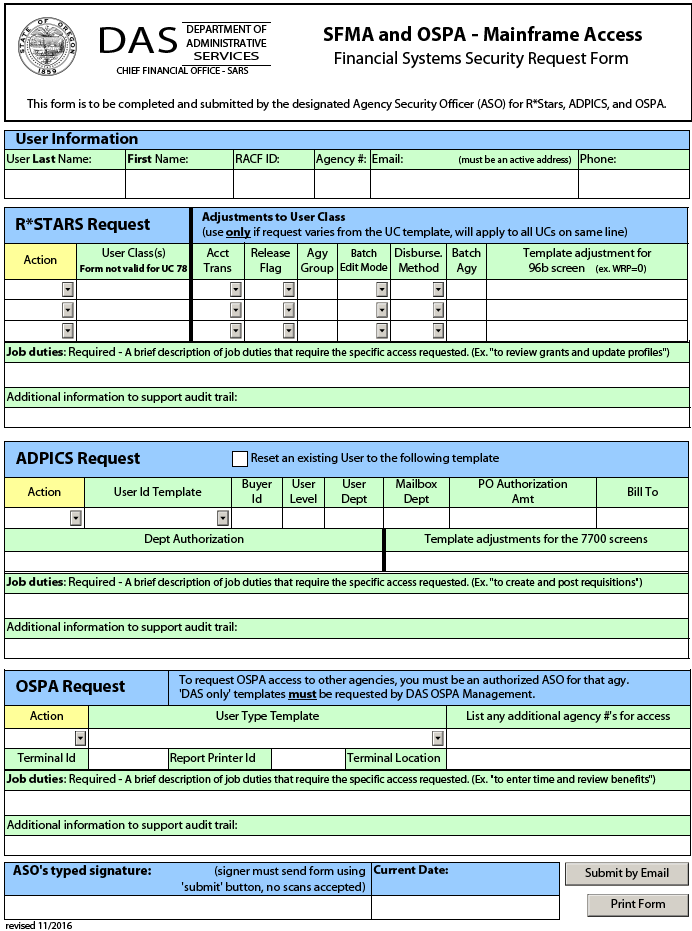 STATE OF OREGON
1859
DAS
DEPARTMENT OF
ADMINISTRATIVE
SERVICES
CHIEF FINANCIAL OFFICE - SARS
SFMA and OSPA - Mainframe Access
Financial Systems Security Request Form
This form is to be completed and submitted by the designated Agency Security Officer (ASO) for R*Stars, ADPICS, and OSPA.
User Information
User Last Name: First Name: RACF ID: Agency #: Email: (must be an active address) Phone:
R*STARS Request
Adjustments to User Class
(use only if request varies from the UC template, will apply to all UCs on same line)
Action
User Class(s)
Form not valid for UC 78
Acct
Trans
Release
Flag
Agy
Group
Batch
Edit Mode
Disburse.
Method
Batch
Agy
Template adjustment for
96b screen (ex. WRP=0)
Job duties: Required - A brief description of job duties that require the specific access requested. (Ex. "to review grants and update profiles")
Additional information to support audit trail:
ADPICS Request
Reset an existing User to the following template
Action
User Id Template
Buyer
Id
User
Level
User
Dept
Mailbox
Dept
PO Authorization
Amt
Bill To
Dept Authorization
Template adjustments for the 7700 screens
Job duties: Required - A brief description of job duties that require the specific access requested. (Ex. "to create and post requisitions")
Additional information to support audit trail:
OSPA Request
To request OSPA access to other agencies, you must be an authorized ASO for that agy.
'DAS only' templates must be requested by DAS OSPA Management.
Action
User Type Template
List any additional agency #'s for access
Terminal Id
Report Printer Id
Terminal Location
Job duties: Required - A brief description of job duties that require the specific access requested. (Ex. "to enter time and review benefits")
Additional information to support audit trail:
ASO's typed signature:
(signer must send form using
'submit' button, no scans accepted)
Current Date:
Submit by Email
Print Form
revised 11/2016